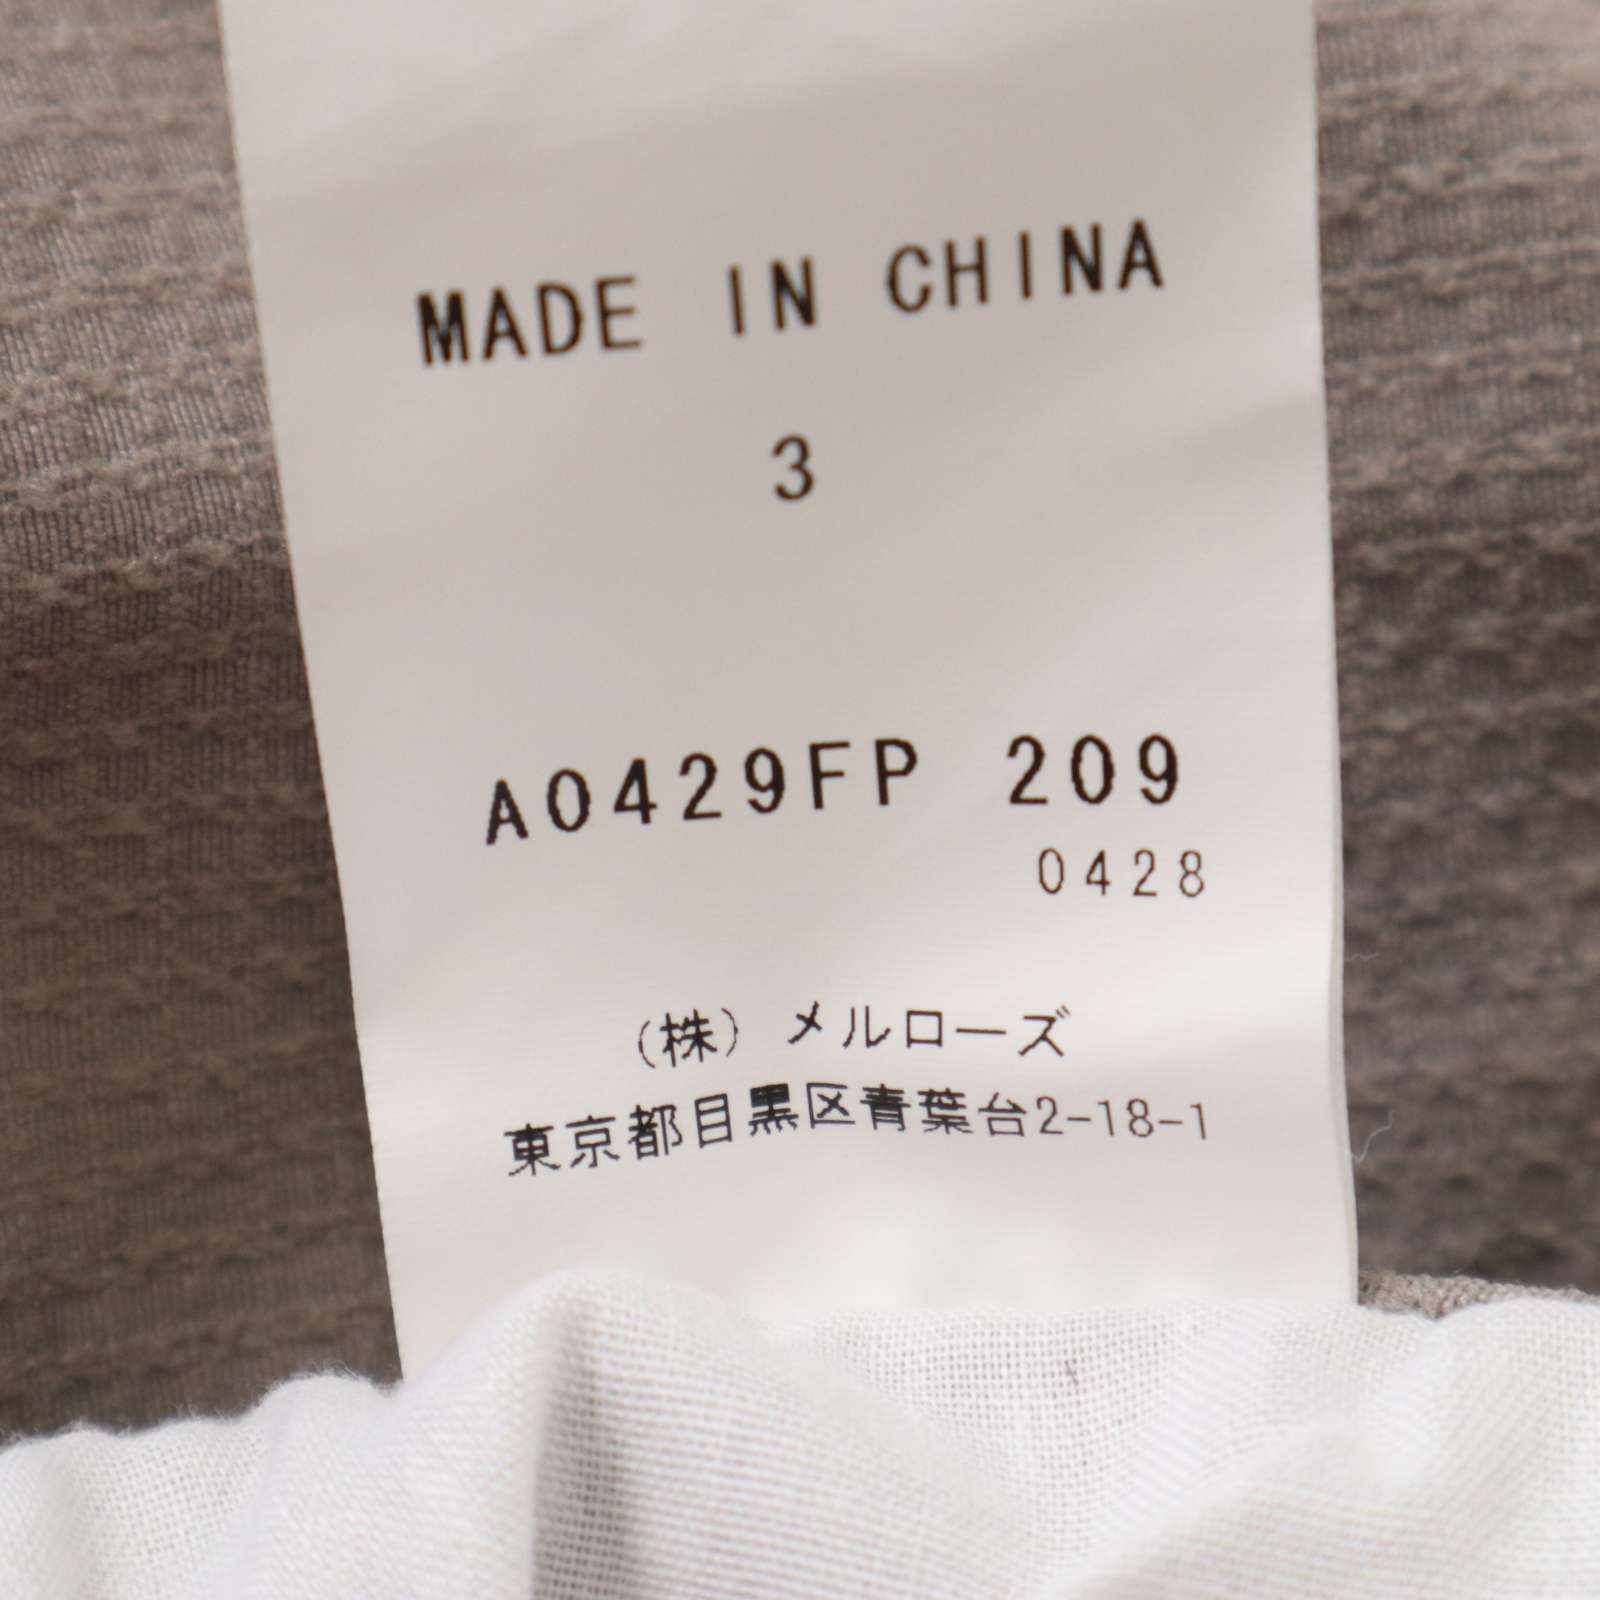 MADE IN CHINA
3
A0429FP 209
0428
(株) メルローズ
東京都目黒区青葉台2-18-1